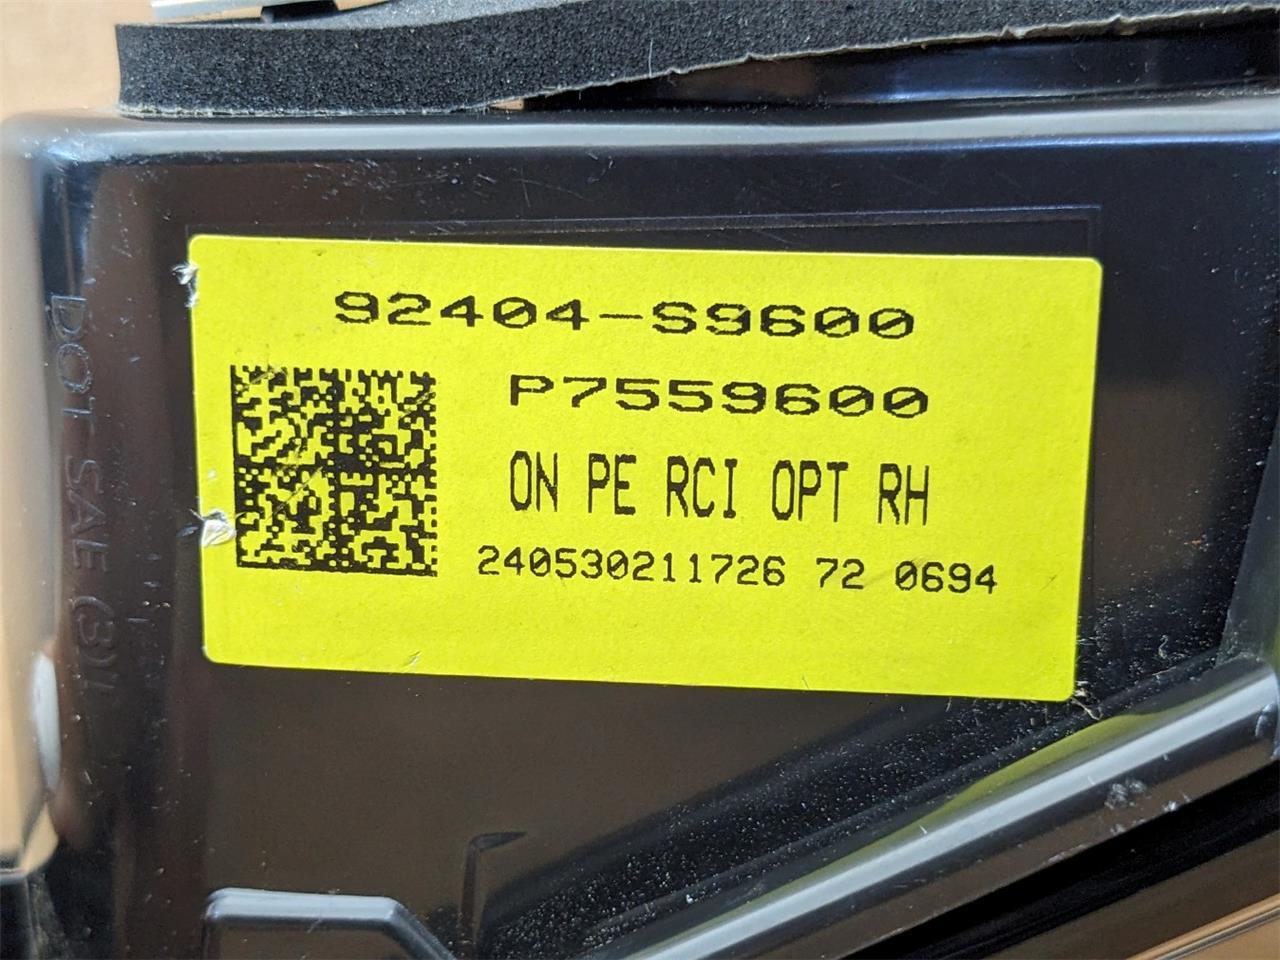 92404-S9600
P7559600
ON PE RCI OPT RH
240530211726 72 0694
DOT SAE (3)L